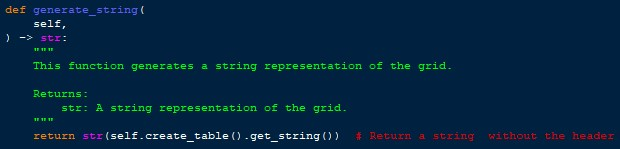 def generate_string(
    self,
) -> str:
    """
    This function generates a string representation of the grid.

    Returns:
        str: A string representation of the grid.
    """
    return str(self.create_table().get_string())  # Return a string  without the header